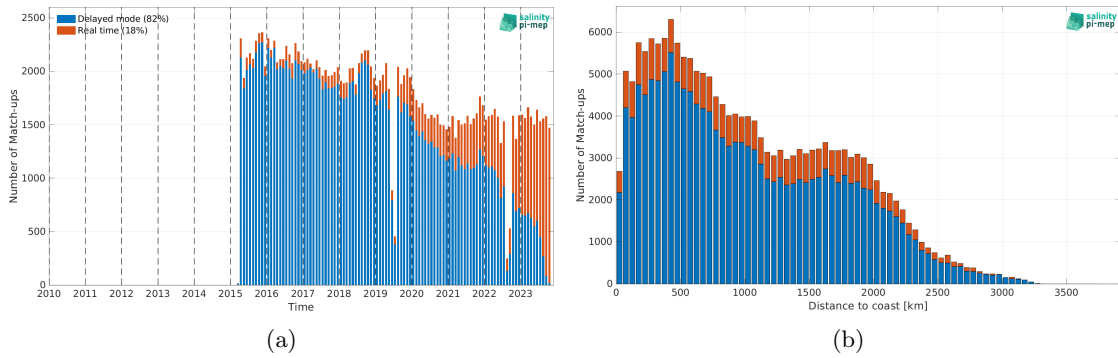 2500
2000
1500
1000
500
0
Number of Match-ups
Delayed mode (82%)
Real time (18%)
salinity
pi-mep
2010 2011 2012 2013 2014 2015 2016 2017 2018 2019 2020 2021 2022 2023
Time
(a)
6000
5000
4000
3000
2000
1000
0
Number of Match-ups
salinity
pi-mep
0 500 1000 1500 2000 2500 3000 3500
Distance to coast [km]
(b)